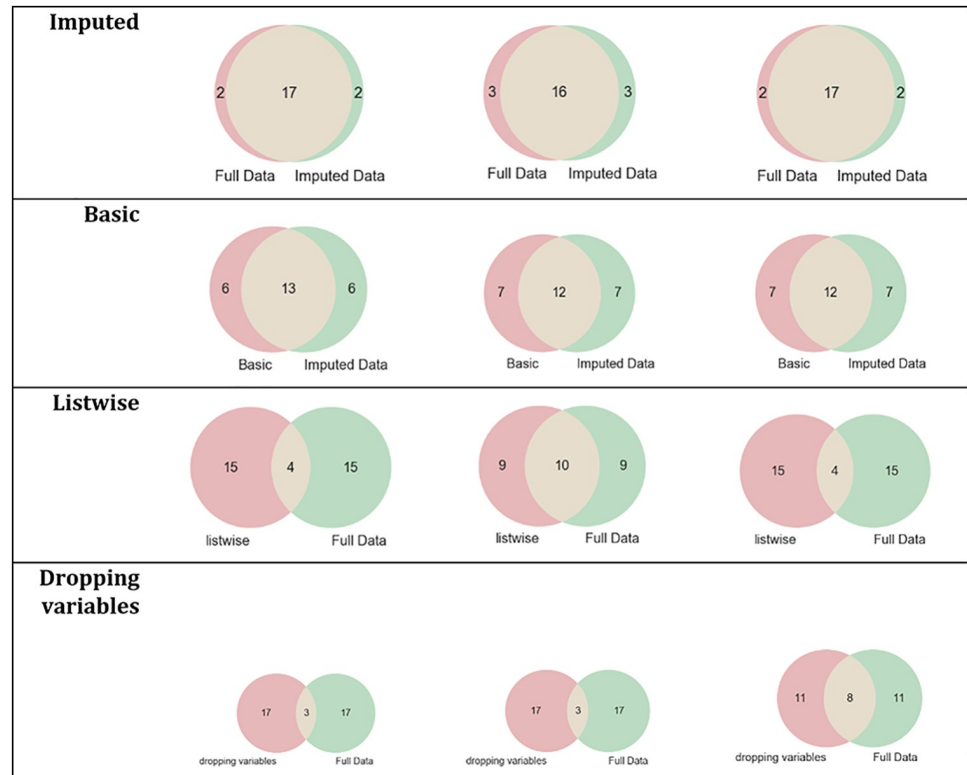 Imputed
2 17 2 3 16 3 2 17 2
Full Data Imputed Data Full Data Imputed Data Full Data Imputed Data
Basic
6 13 6 7 12 7 7 12 7
Basic Imputed Data Basic Imputed Data Basic Imputed Data
Listwise
15 4 15 9 10 9 15 4 15
listwise Full Data listwise Full Data listwise Full Data
Dropping
variables
17 3 17 17 3 17 11 8 11
dropping variables Full Data dropping variables Full Data dropping variables Full Data